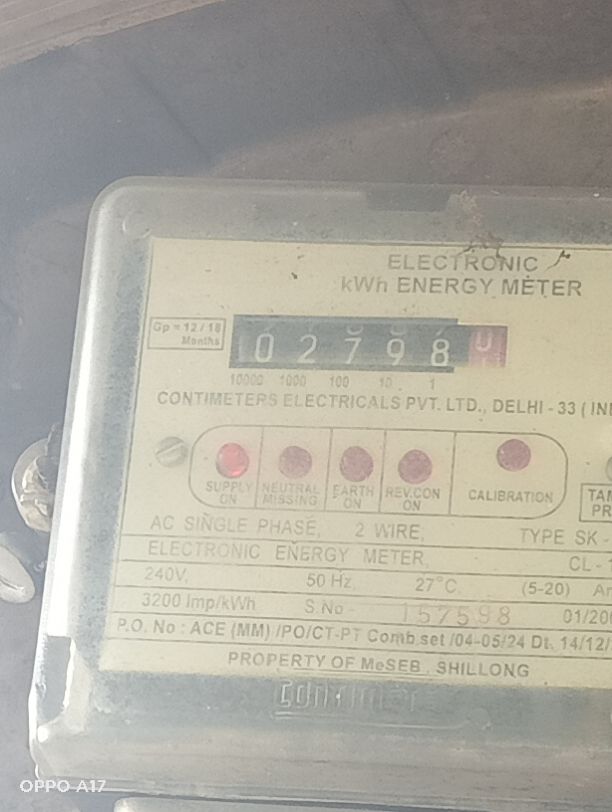 ELECTRONIC
kWh ENERGY METER
Gp = 12 / 18
Months
02798
10000 1000 100 10 1
CONTIMETERS ELECTRICALS PVT. LTD., DELHI - 33 (
SUPPLY ON
NEUTRAL MISSING
EARTH ON
REV.CON ON
CALIBRATION
AC SINGLE PHASE, 2 WIRE, TYPE SK -
ELECTRONIC ENERGY METER, CL -
240V, 50 Hz 27°C (5-20)
3200 Imp/kWh S.No - 157598
P.O. No : ACE (MM) /PO/CT-PT Comb.set /04-05/24 Dt. 14/12/
PROPERTY OF MeSEB, SHILLONG
OPPO A17